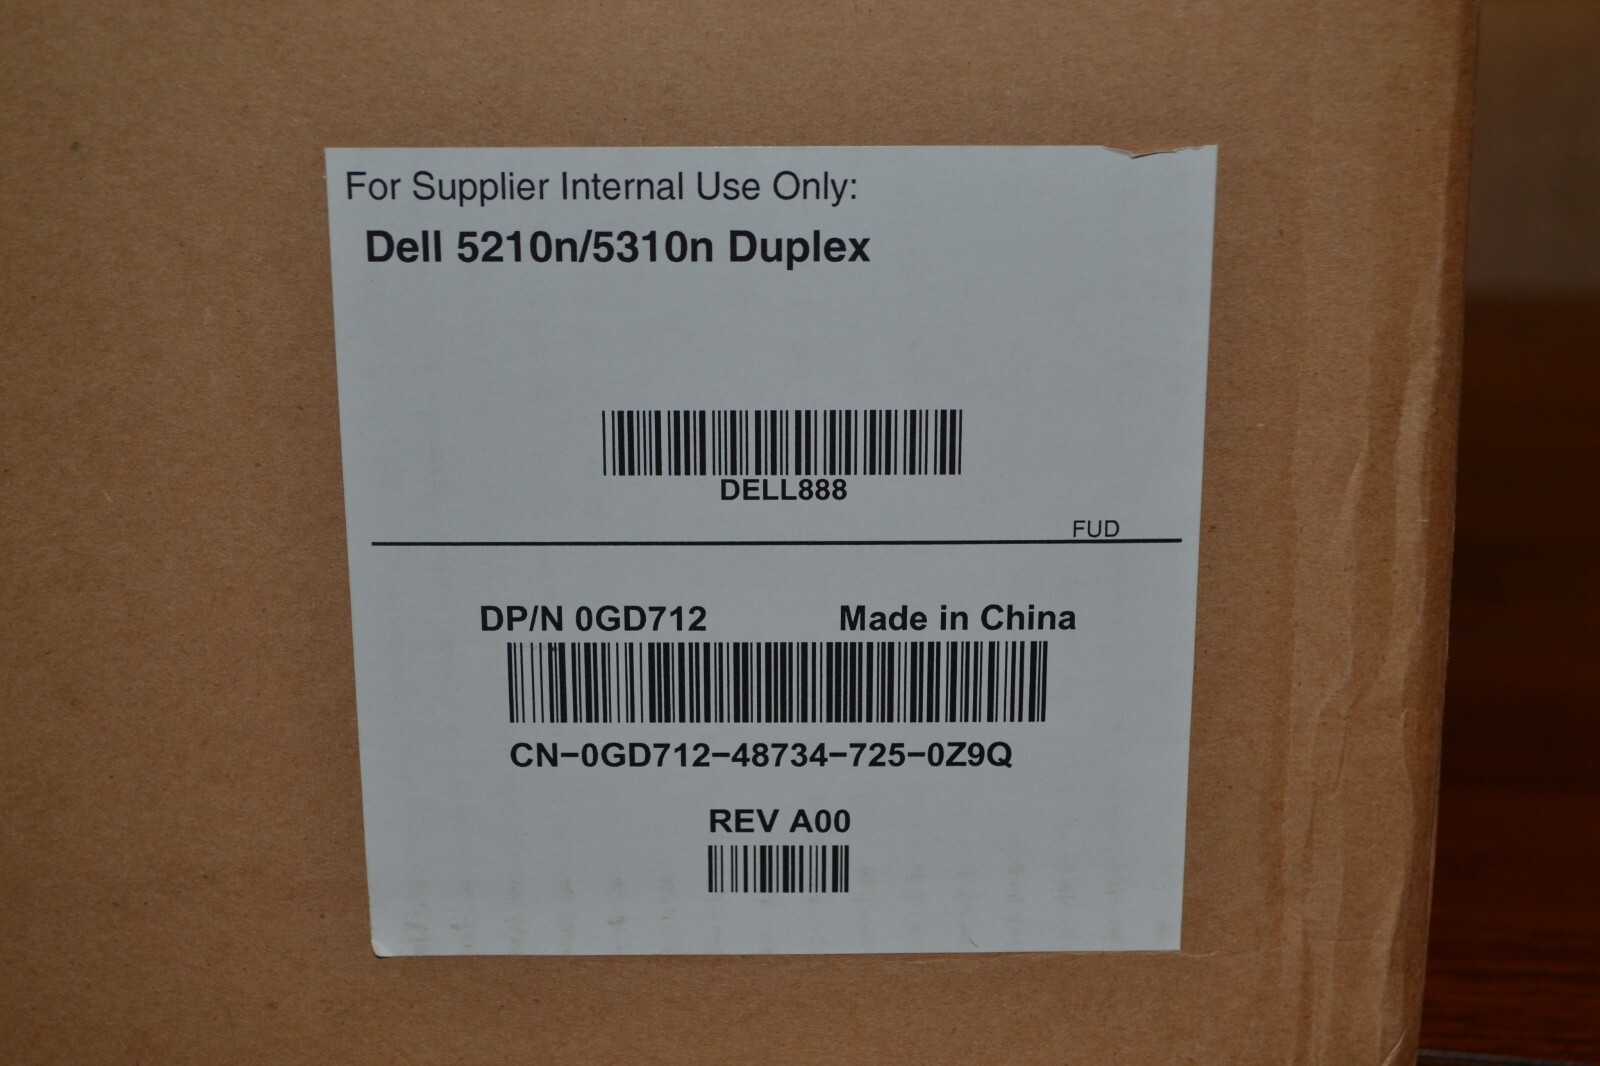 For Supplier Internal Use Only:
Dell 5210n/5310n Duplex
DELL888
FUD
DP/N 0GD712 Made in China
CN-0GD712-48734-725-0Z9Q
REV A00